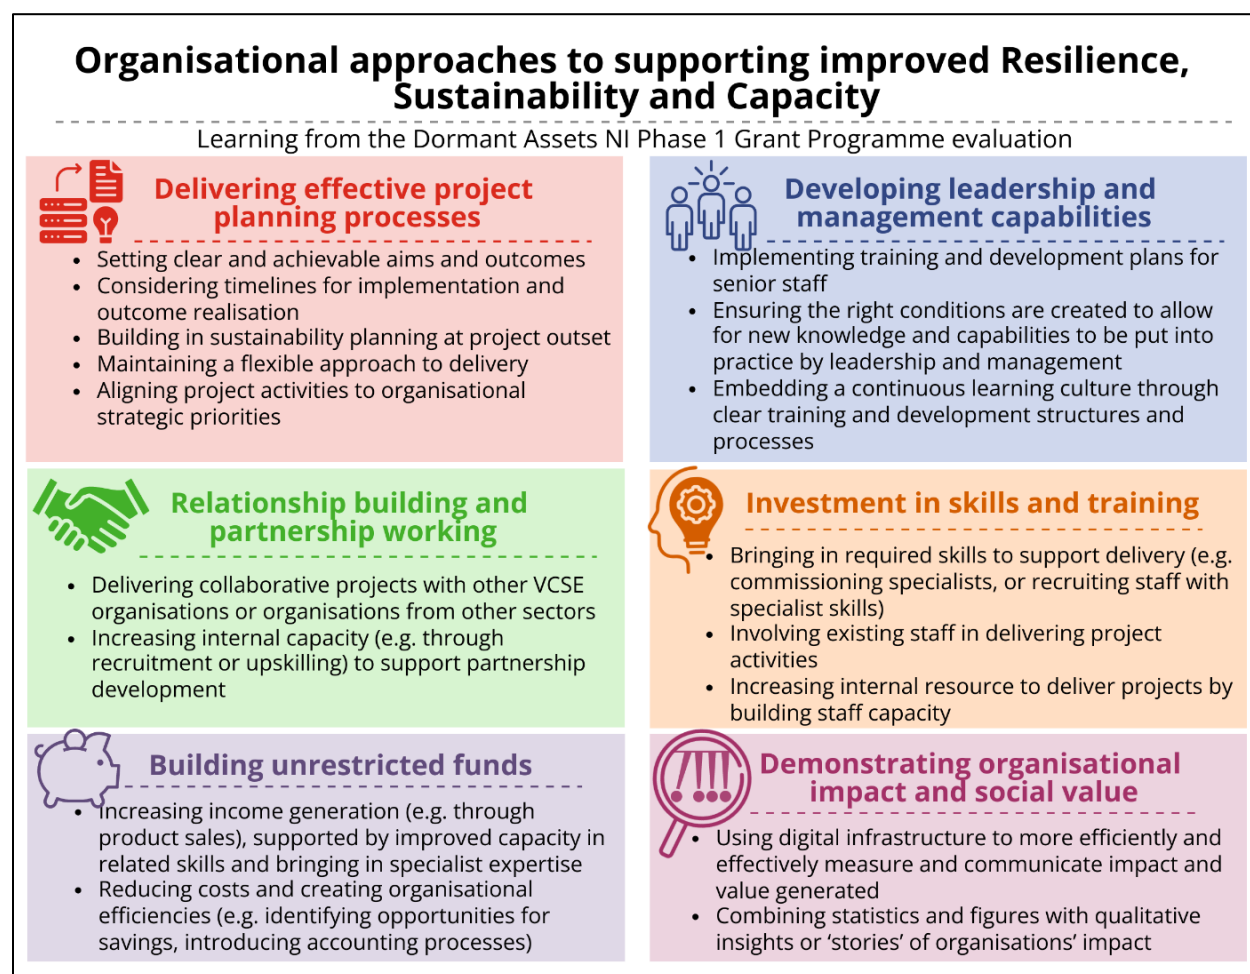 Organisational approaches to supporting improved Resilience,
Sustainability and Capacity
Learning from the Dormant Assets NI Phase 1 Grant Programme evaluation
Delivering effective project
planning processes
• Setting clear and achievable aims and outcomes
• Considering timelines for implementation and
outcome realisation
• Building in sustainability planning at project outset
• Maintaining a flexible approach to delivery
• Aligning project activities to organisational
strategic priorities
Developing leadership and
management capabilities
• Implementing training and development plans for
senior staff
• Ensuring the right conditions are created to allow
for new knowledge and capabilities to be put into
practice by leadership and management
• Embedding a continuous learning culture through
clear training and development structures and
processes
Relationship building and
partnership working
• Delivering collaborative projects with other VCSE
organisations or organisations from other sectors
• Increasing internal capacity (e.g. through
recruitment or upskilling) to support partnership
development
Investment in skills and training
• Bringing in required skills to support delivery (e.g.
commissioning specialists, or recruiting staff with
specialist skills)
• Involving existing staff in delivering project
activities
• Increasing internal resource to deliver projects by
building staff capacity
Building unrestricted funds
• Increasing income generation (e.g. through
product sales), supported by improved capacity in
related skills and bringing in specialist expertise
• Reducing costs and creating organisational
efficiencies (e.g. identifying opportunities for
savings, introducing accounting processes)
Demonstrating organisational
impact and social value
• Using digital infrastructure to more efficiently and
effectively measure and communicate impact and
value generated
• Combining statistics and figures with qualitative
insights or ‘stories’ of organisations’ impact